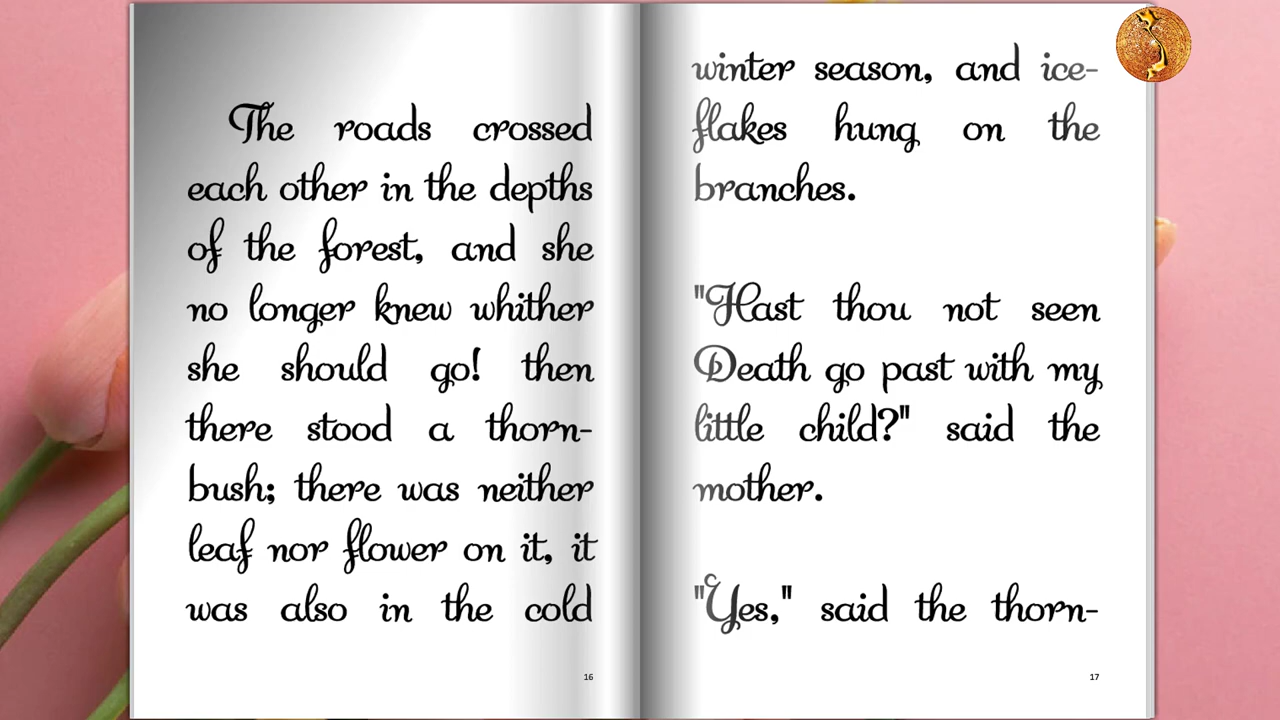 The roads crossed
each other in the depths
of the forest, and she
no longer knew whither
she should go! then
there stood a thorn-
bush; there was neither
leaf nor flower on it, it
was also in the cold
16
winter season, and ice-
flakes hung on the
branches.
"Hast thou not seen
Death go past with my
little child?" said the
mother.
"Yes," said the thorn-
17